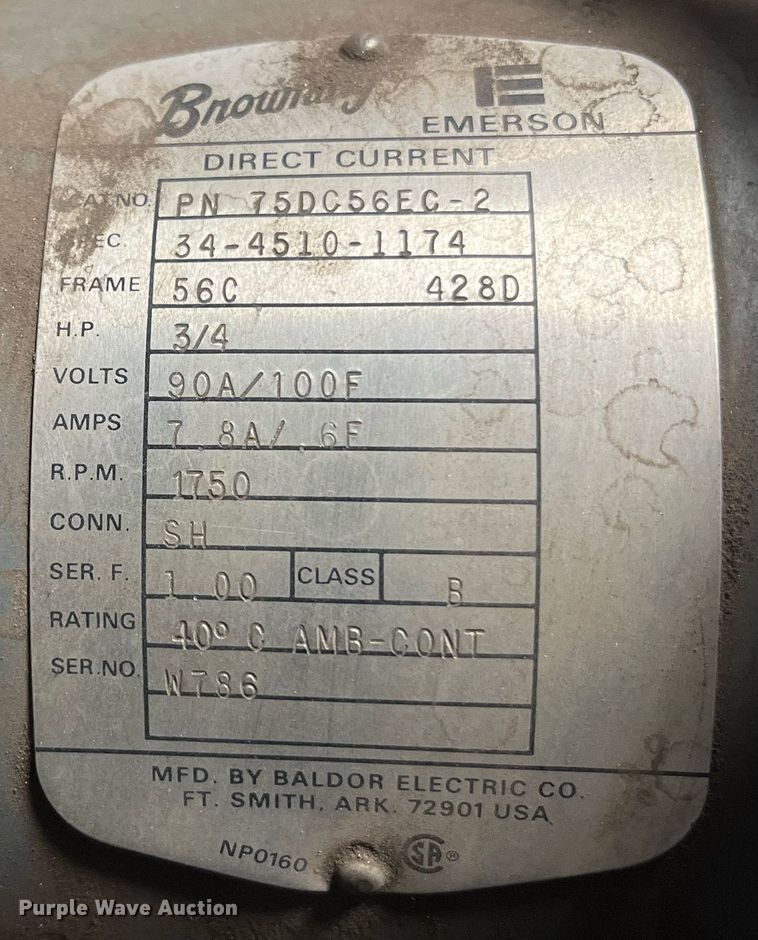 Browning
EMERSON
DIRECT CURRENT
CAT.NO. PN 75DC56EC-2
SPEC. 34-4510-1174
FRAME 56C 428D
H.P. 3/4
VOLTS 90A/100F
AMPS 7.8A/.6F
R.P.M. 1750
CONN. SH
SER. F. 1.00 CLASS B
RATING 40° C AMB-CONT
SER.NO. W786
MFD. BY BALDOR ELECTRIC CO.
FT. SMITH, ARK. 72901 USA
NP0160 SA ®
Purple Wave Auction